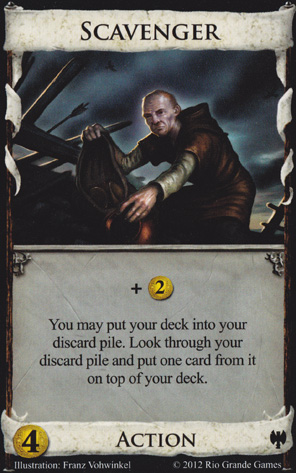 SCAVENGER
+ 2
You may put your deck into your
discard pile. Look through your
discard pile and put one card from it
on top of your deck.
4 ACTION
Illustration: Franz Vohwinkel © 2012 Rio Grande Games